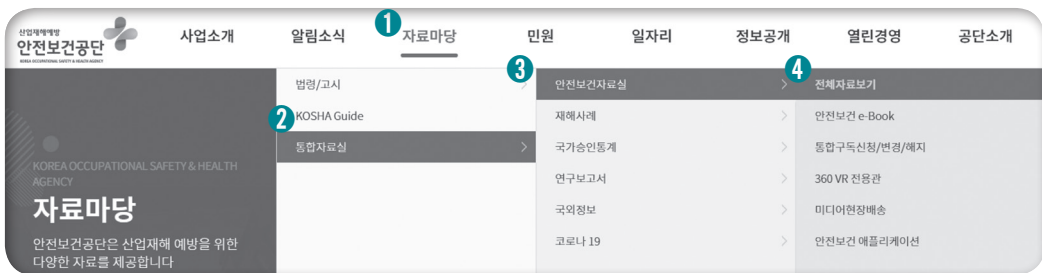 산업재해예방
안전보건공단
KOREA OCCUPATIONAL SAFETY & HEALTH AGENCY
사업소개
알림소식
1
자료마당
민원
일자리
정보공개
열린경영
공단소개
법령/고시
2
KOSHA Guide
통합자료실
3
안전보건자료실
재해사례
국가승인통계
연구보고서
국외정보
코로나 19
4
전체자료보기
안전보건 e-Book
통합구독신청/변경/해지
360 VR 전용관
미디어현장배송
안전보건 애플리케이션
KOREA OCCUPATIONAL SAFETY & HEALTH
AGENCY
자료마당
안전보건공단은 산업재해 예방을 위한
다양한 자료를 제공합니다